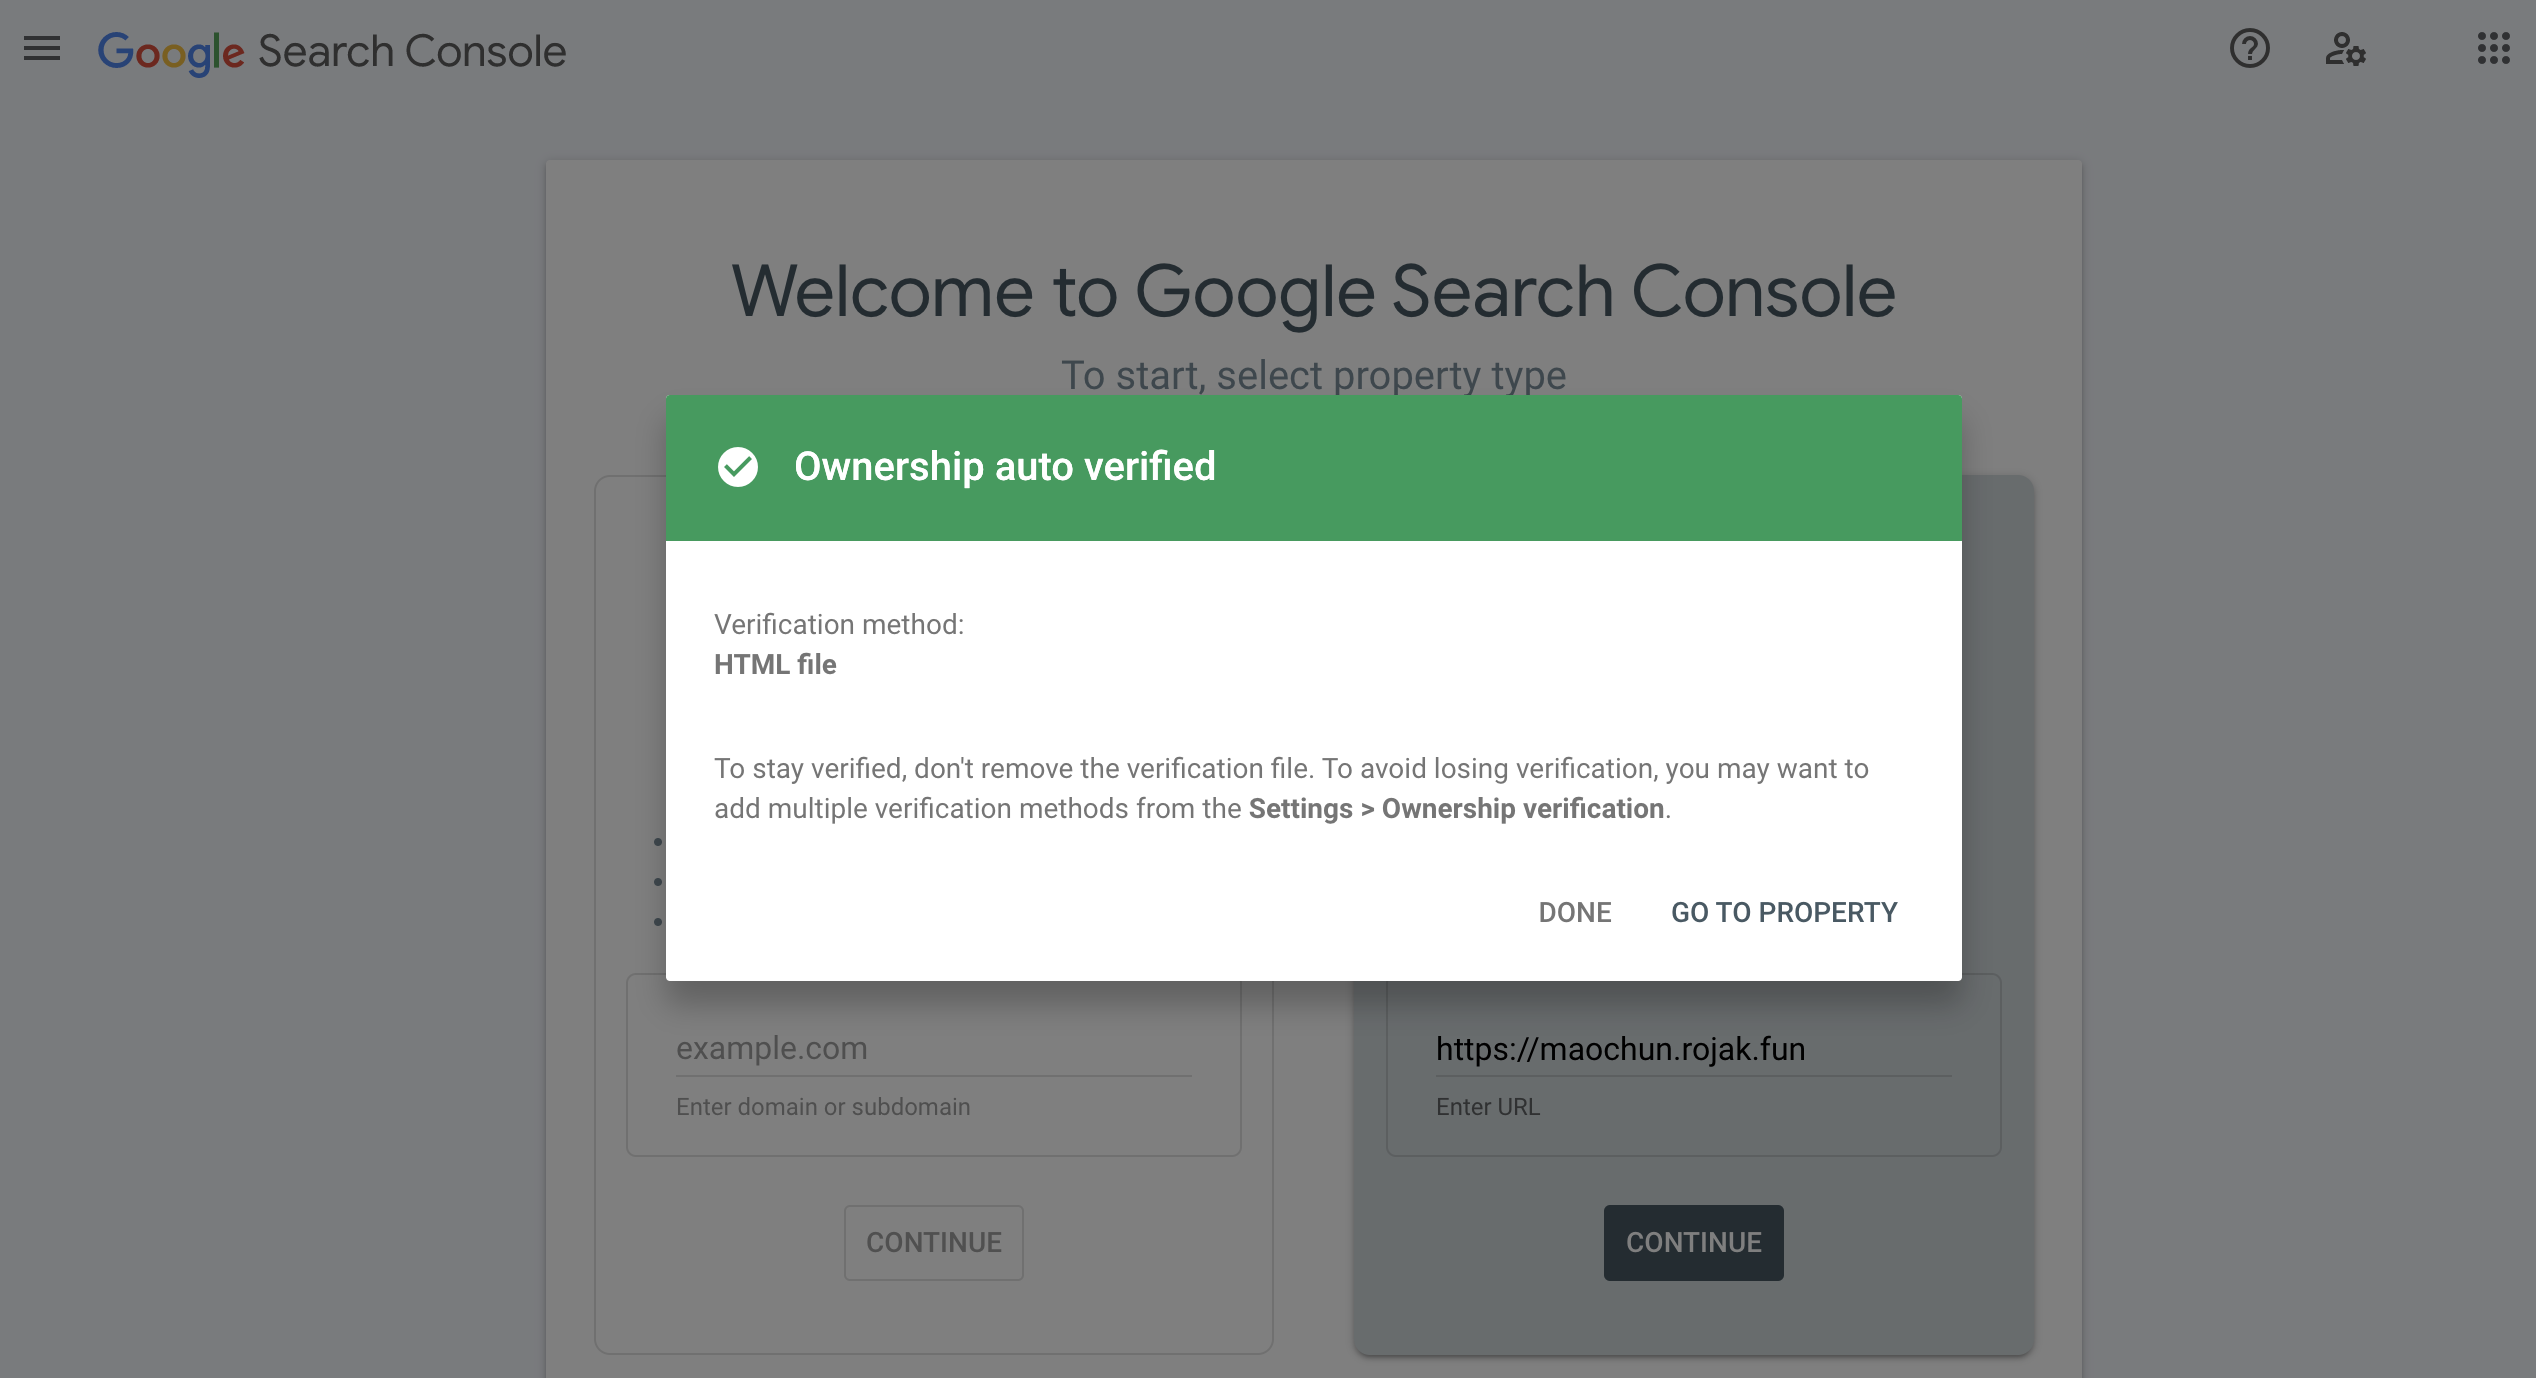 Google Search Console
Welcome to Google Search Console
To start, select property type
Ownership auto verified
Verification method:
HTML file
To stay verified, don't remove the verification file. To avoid losing verification, you may want to
add multiple verification methods from the Settings > Ownership verification.
DONE GO TO PROPERTY
example.com
Enter domain or subdomain
CONTINUE
https://maochun.rojak.fun
Enter URL
CONTINUE